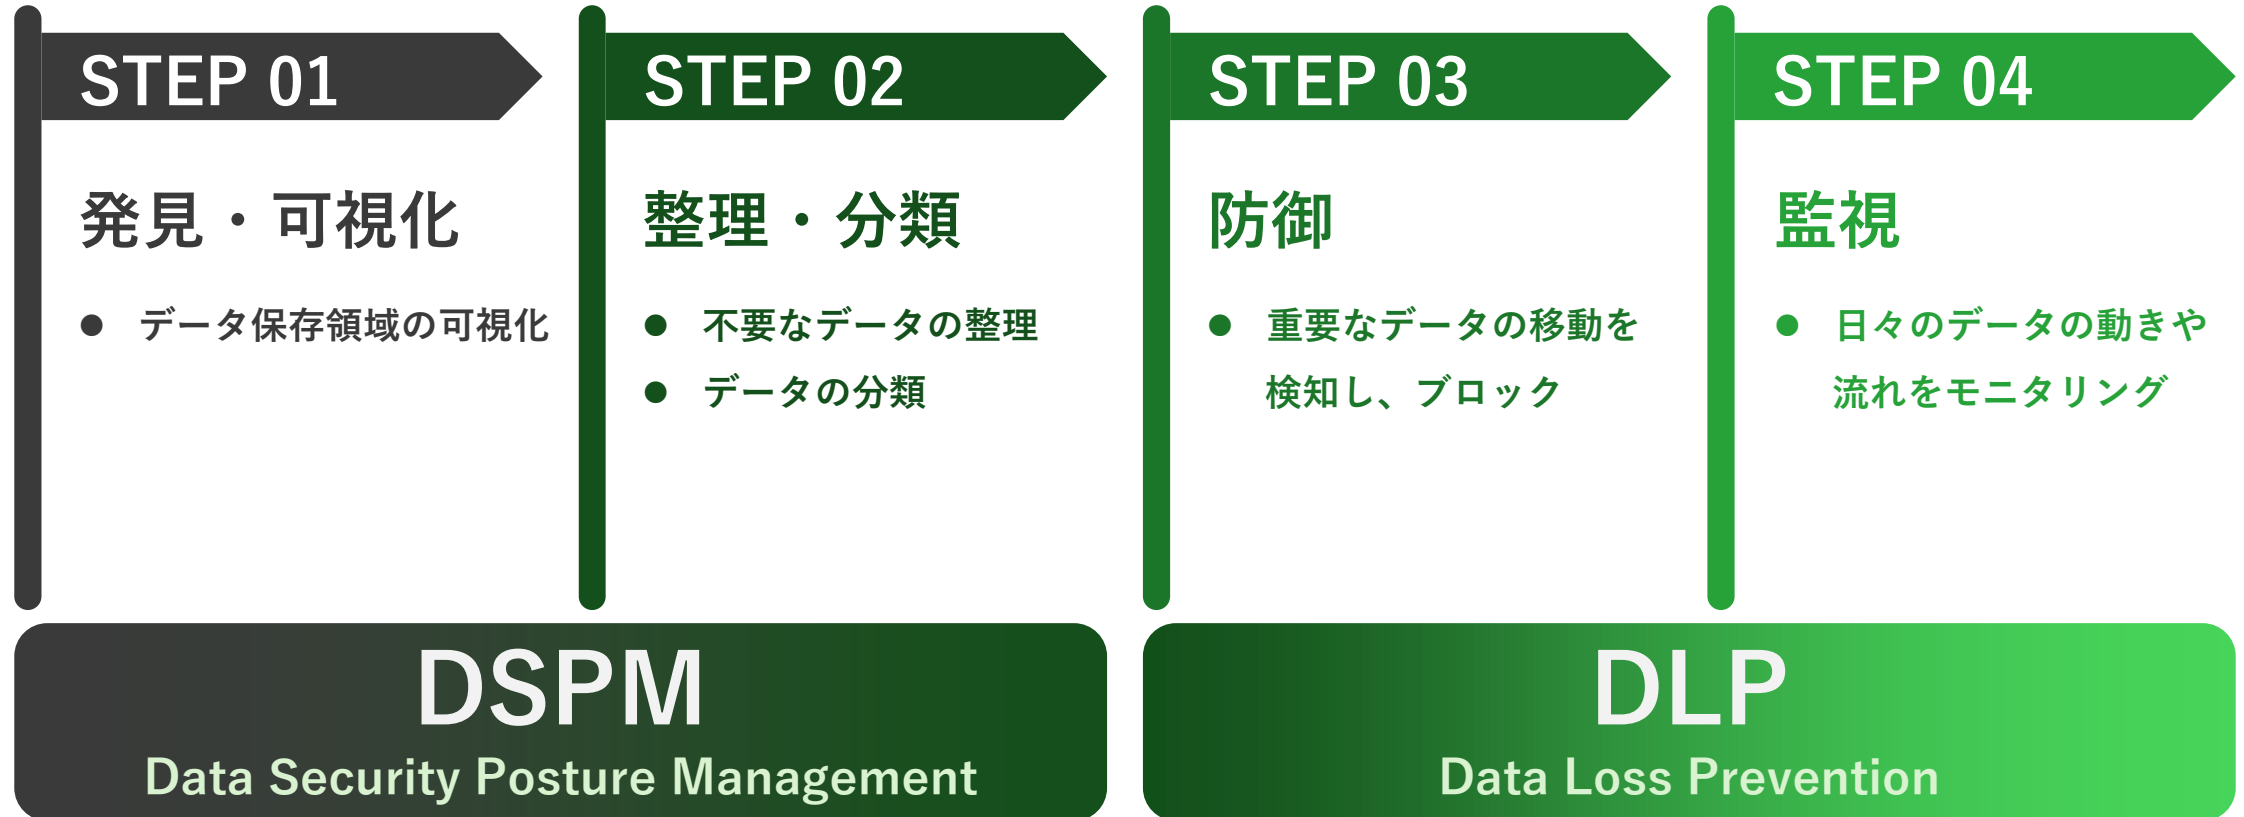 STEP 01
発見・可視化
● データ保存領域の可視化
STEP 02
整理・分類
● 不要なデータの整理
● データの分類
STEP 03
防御
● 重要なデータの移動を
検知し、ブロック
STEP 04
監視
● 日々のデータの動きや
流れをモニタリング
DSPM
Data Security Posture Management
DLP
Data Loss Prevention